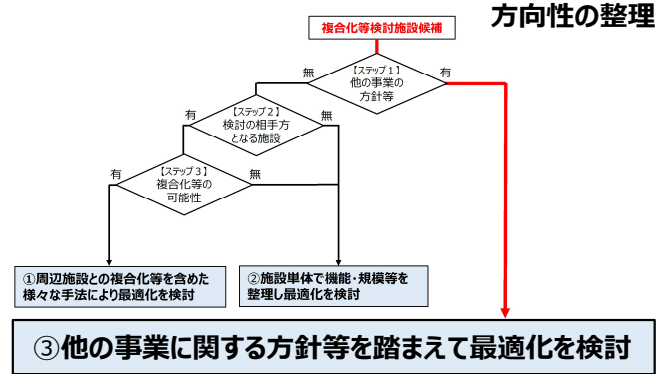 方向性の整理
複合化等検討施設候補
【ステップ1】
他の事業の
方針等
無
有
【ステップ2】
検討の相手方
となる施設
有
無
【ステップ3】
複合化等の
可能性
有
無
①周辺施設との複合化等を含めた
様々な手法により最適化を検討
②施設単体で機能・規模等を
整理し最適化を検討
③他の事業に関する方針等を踏まえて最適化を検討